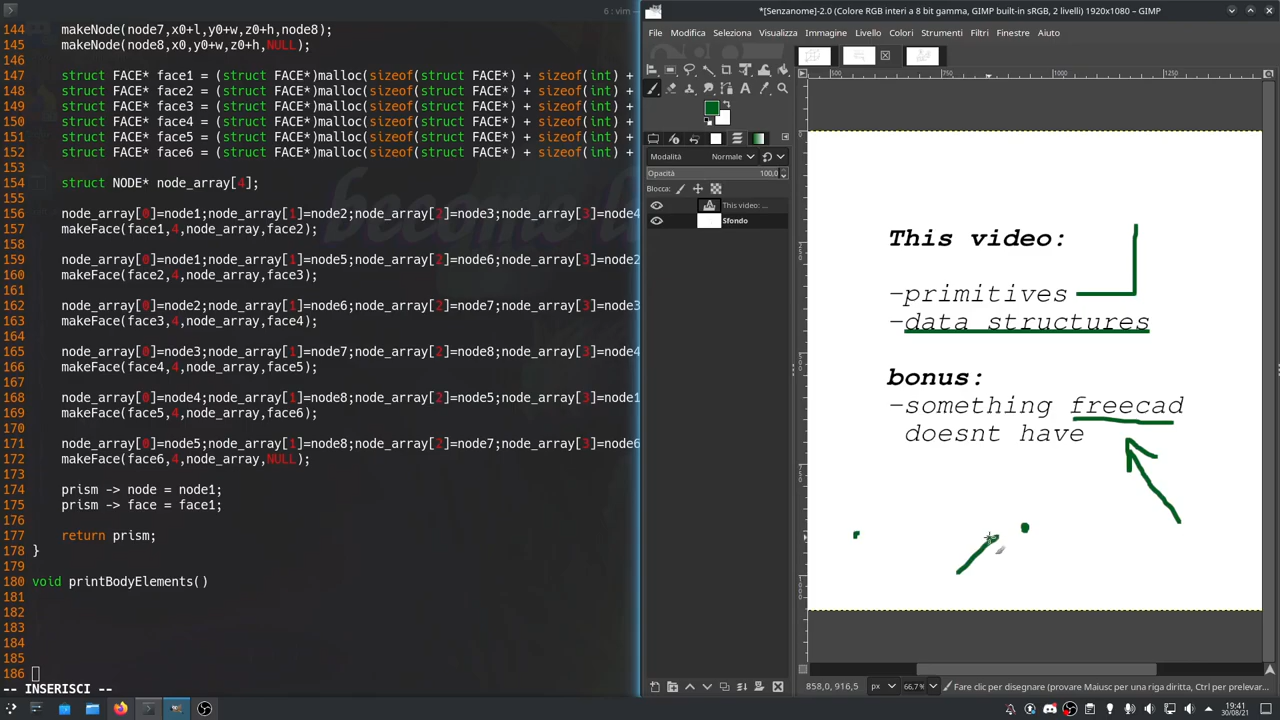 6 : vim —
144 makeNode(node7,x0+l,y0+w,z0+h,node8);
145 makeNode(node8,x0,y0+w,z0+h,NULL);
146
147 struct FACE* face1 = (struct FACE*)malloc(sizeof(struct FACE*) + sizeof(int) +
148 struct FACE* face2 = (struct FACE*)malloc(sizeof(struct FACE*) + sizeof(int) +
149 struct FACE* face3 = (struct FACE*)malloc(sizeof(struct FACE*) + sizeof(int) +
150 struct FACE* face4 = (struct FACE*)malloc(sizeof(struct FACE*) + sizeof(int) +
151 struct FACE* face5 = (struct FACE*)malloc(sizeof(struct FACE*) + sizeof(int) +
152 struct FACE* face6 = (struct FACE*)malloc(sizeof(struct FACE*) + sizeof(int) +
153
154 struct NODE* node_array[4];
155
156 node_array[0]=node1;node_array[1]=node2;node_array[2]=node3;node_array[3]=node4
157 makeFace(face1,4,node_array,face2);
158
159 node_array[0]=node1;node_array[1]=node5;node_array[2]=node6;node_array[3]=node2
160 makeFace(face2,4,node_array,face3);
161
162 node_array[0]=node2;node_array[1]=node6;node_array[2]=node7;node_array[3]=node3
163 makeFace(face3,4,node_array,face4);
164
165 node_array[0]=node3;node_array[1]=node7;node_array[2]=node8;node_array[3]=node4
166 makeFace(face4,4,node_array,face5);
167
168 node_array[0]=node4;node_array[1]=node8;node_array[2]=node5;node_array[3]=node1
169 makeFace(face5,4,node_array,face6);
170
171 node_array[0]=node5;node_array[1]=node8;node_array[2]=node7;node_array[3]=node6
172 makeFace(face6,4,node_array,NULL);
173
174 prism -> node = node1;
175 prism -> face = face1;
176
177 return prism;
178 }
179
180 void printBodyElements()
181
182
183
184
185
186
-- INSERISCI --
*[Senzanome]-2.0 (Colore RGB interi a 8 bit gamma, GIMP built-in sRGB, 2 livelli) 1920x1080 – GIMP
File Modifica Seleziona Visualizza Immagine Livello Colori Strumenti Filtri Finestre Aiuto
500 750 1000 1250
Modalità Normale
Opacità 100,0
Blocca:
This video: ...
Sfondo
This video:
-primitives
-data structures
bonus:
-something freecad
doesnt have
858,0, 916,5 px 66,7% Fare clic per disegnare (provare Maiusc per una riga diritta, Ctrl per prelevar...
19:41
30/08/21